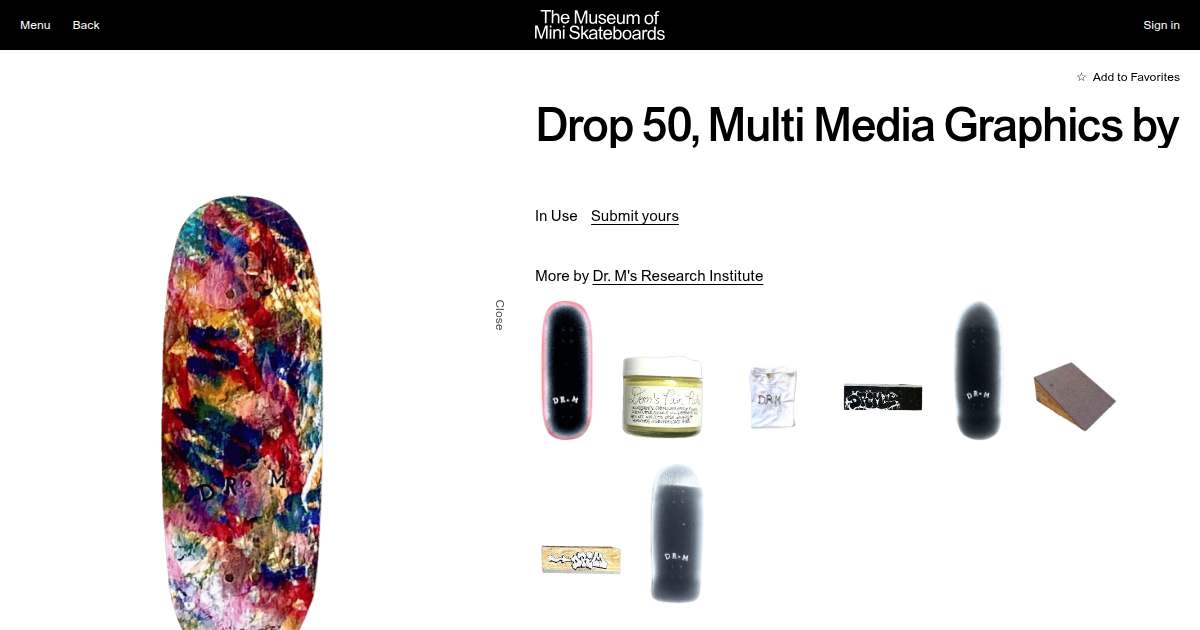 Menu
Back
The Museum of
Mini Skateboards
Sign in
☆ Add to Favorites
Drop 50, Multi Media Graphics by
In Use
Submit yours
More by Dr. M's Research Institute
Close
DR•M
DR•M
DRM
DR•M
DR•M